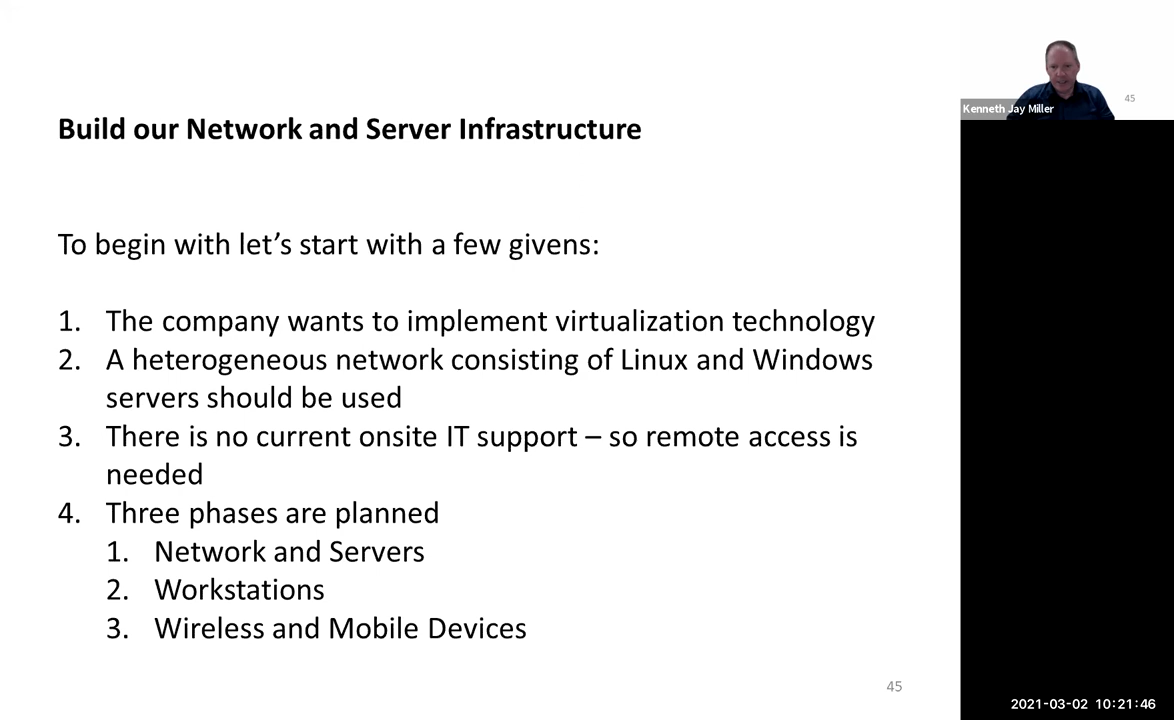 Build our Network and Server Infrastructure
To begin with let’s start with a few givens:
1. The company wants to implement virtualization technology
2. A heterogeneous network consisting of Linux and Windows
servers should be used
3. There is no current onsite IT support – so remote access is
needed
4. Three phases are planned
1. Network and Servers
2. Workstations
3. Wireless and Mobile Devices
45
Kenneth Jay Miller
45
2021-03-02 10:21:46